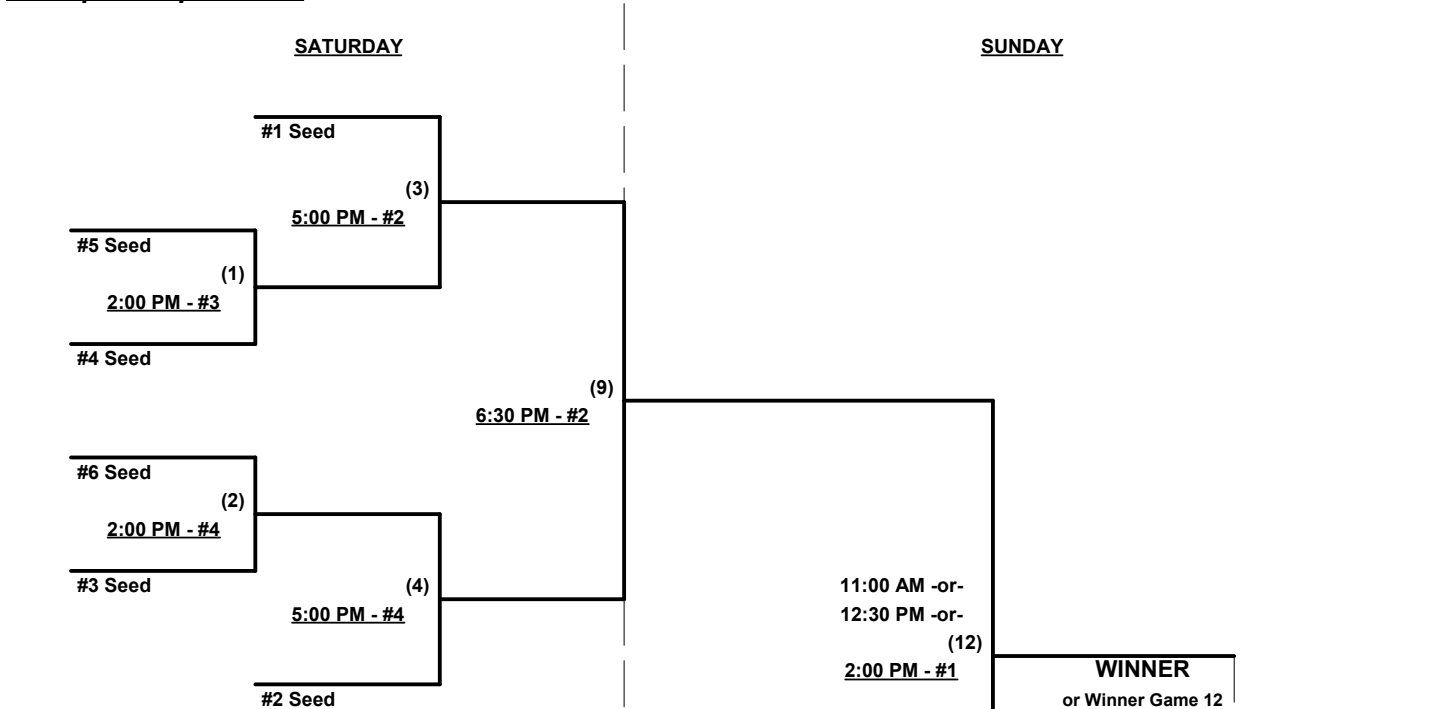 SATURDAY
SUNDAY
#1 Seed
(3)
5:00 PM - #2
#5 Seed
(1)
2:00 PM - #3
#4 Seed
(9)
6:30 PM - #2
#6 Seed
(2)
2:00 PM - #4
#3 Seed
(4)
5:00 PM - #4
#2 Seed
11:00 AM -or-
12:30 PM -or-
(12)
2:00 PM - #1
WINNER
or Winner Game 12